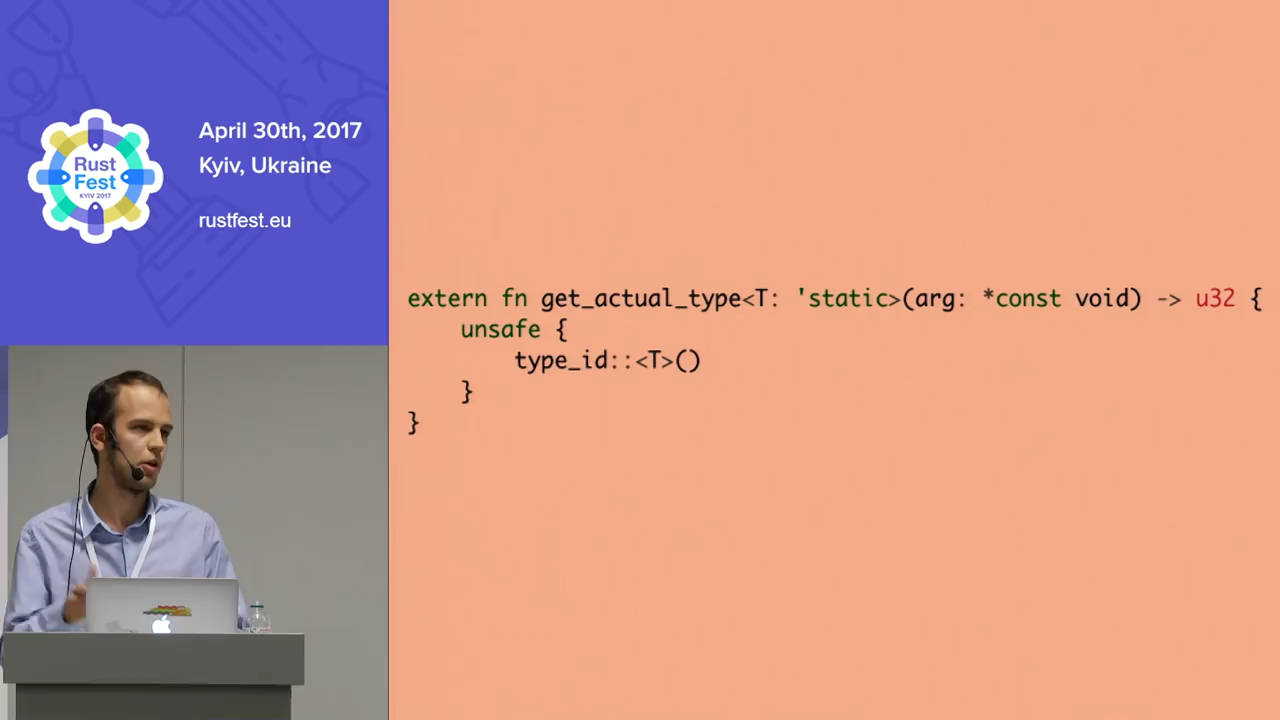 April 30th, 2017
Kyiv, Ukraine
rustfest.eu
Rust
Fest
KYIV 2017
extern fn get_actual_type<T: 'static>(arg: *const void) -> u32 {
    unsafe {
        type_id::<T>()
    }
}